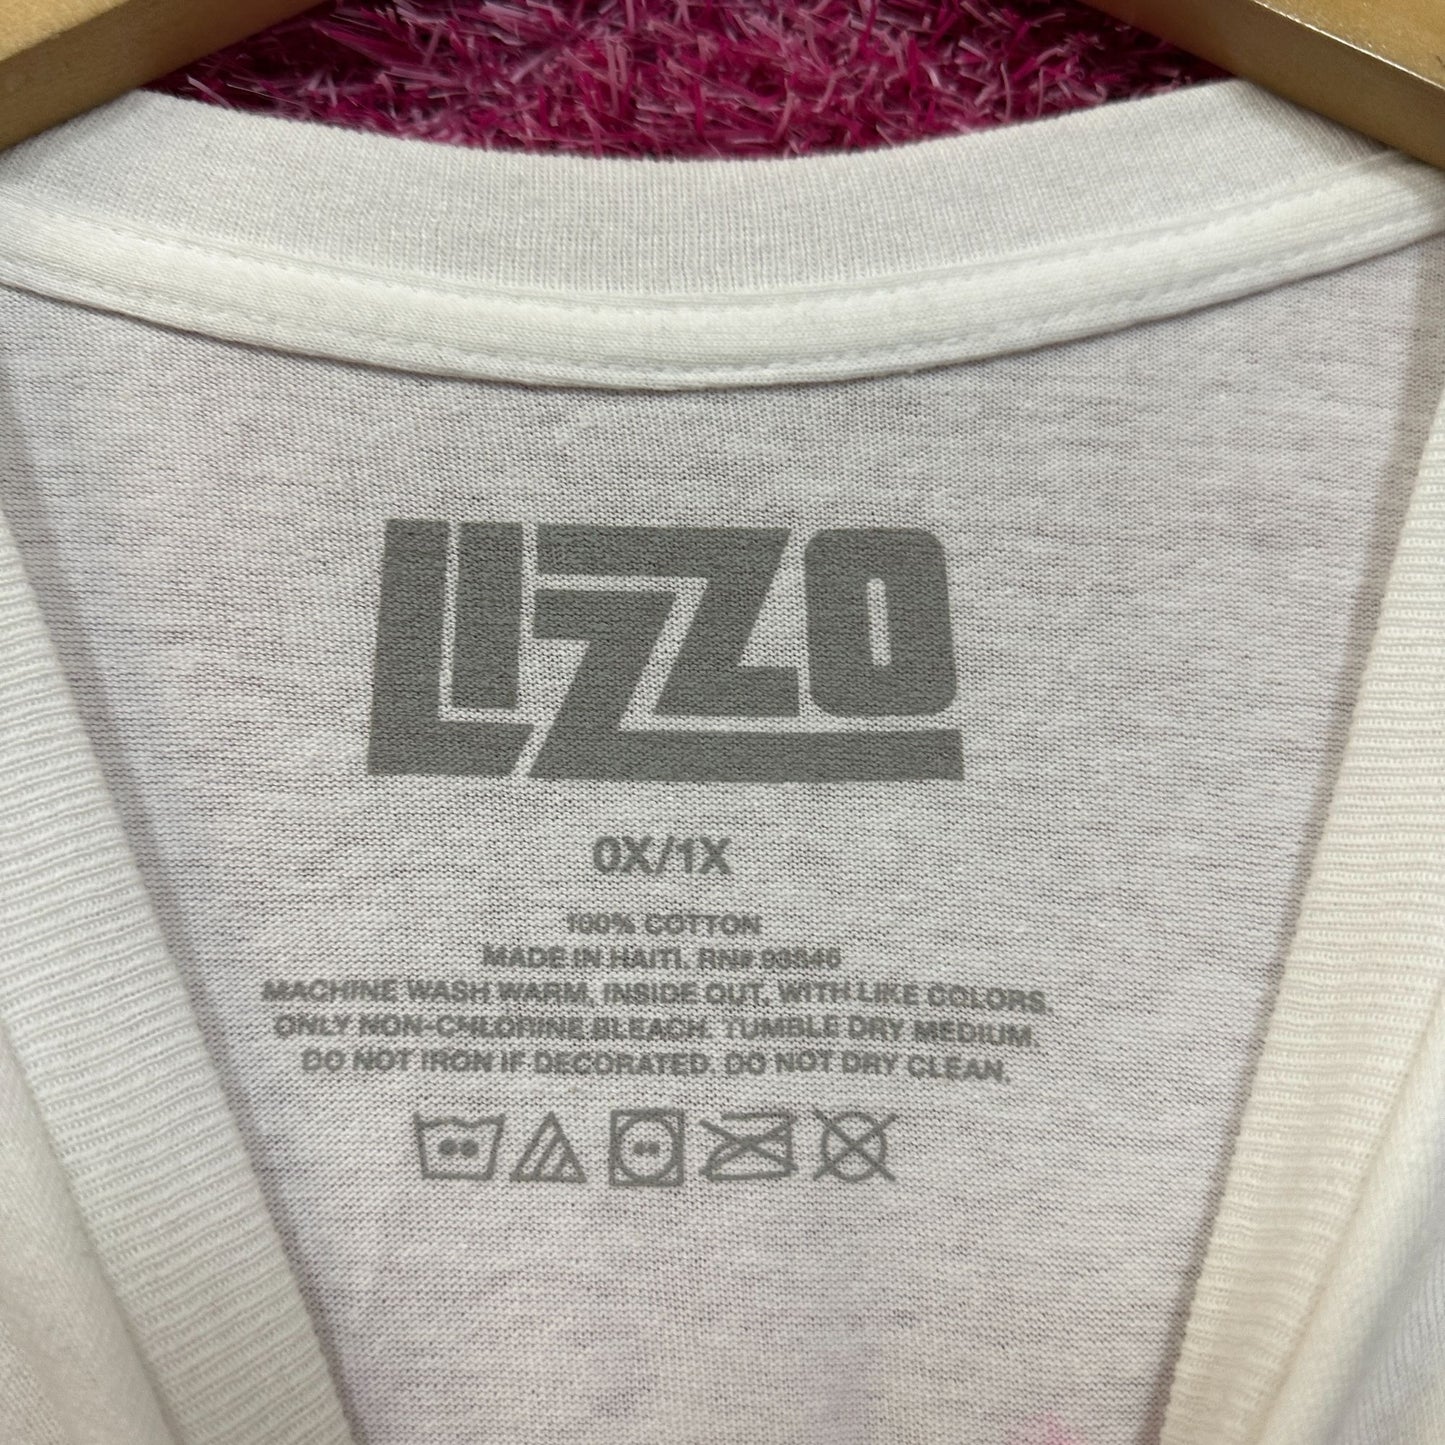 LIZZO
0X/1X
100% COTTON
MADE IN HAITI. RN# 93846
MACHINE WASH WARM, INSIDE OUT, WITH LIKE COLORS.
ONLY NON-CHLORINE BLEACH. TUMBLE DRY MEDIUM.
DO NOT IRON IF DECORATED. DO NOT DRY CLEAN.